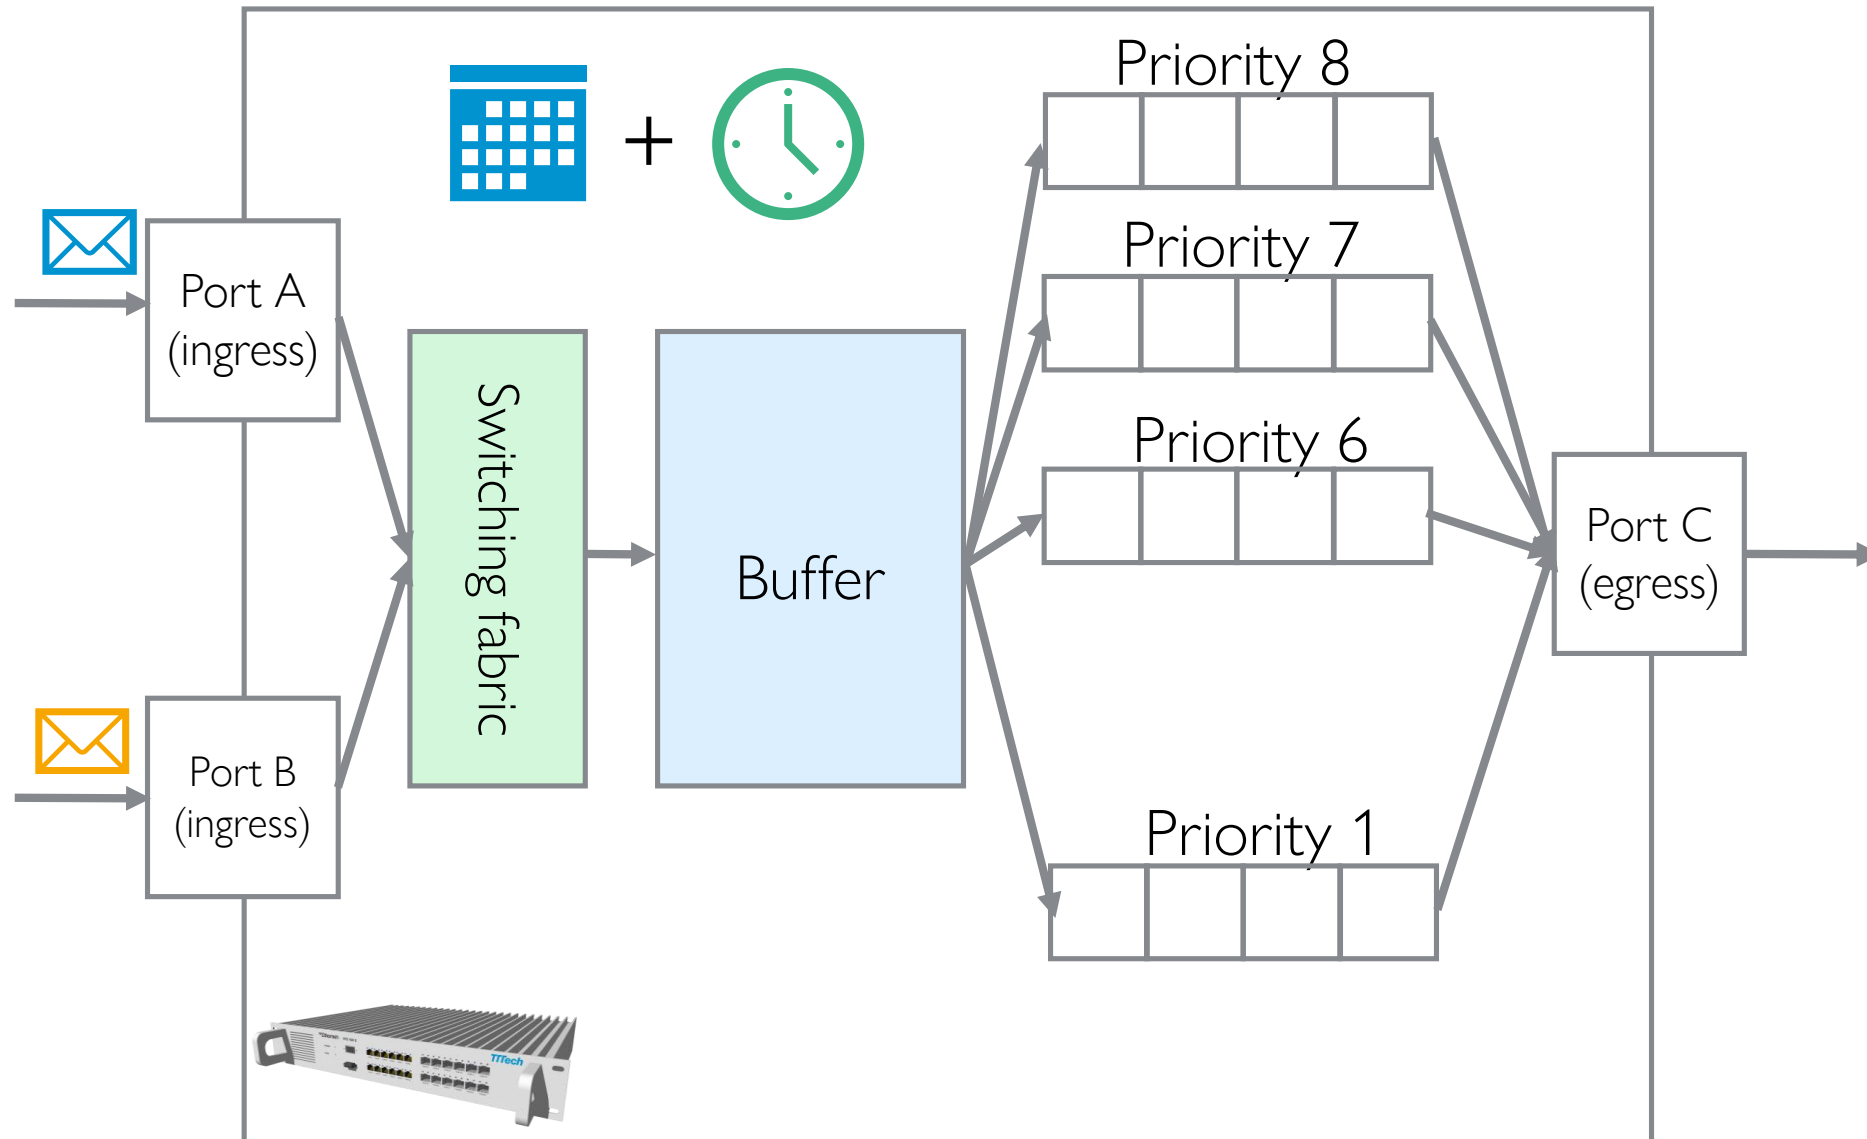 Priority 8
+
Priority 7
Port A
(ingress)
Switching fabric
Buffer
Priority 6
Port C
(egress)
Port B
(ingress)
Priority 1
TTTech